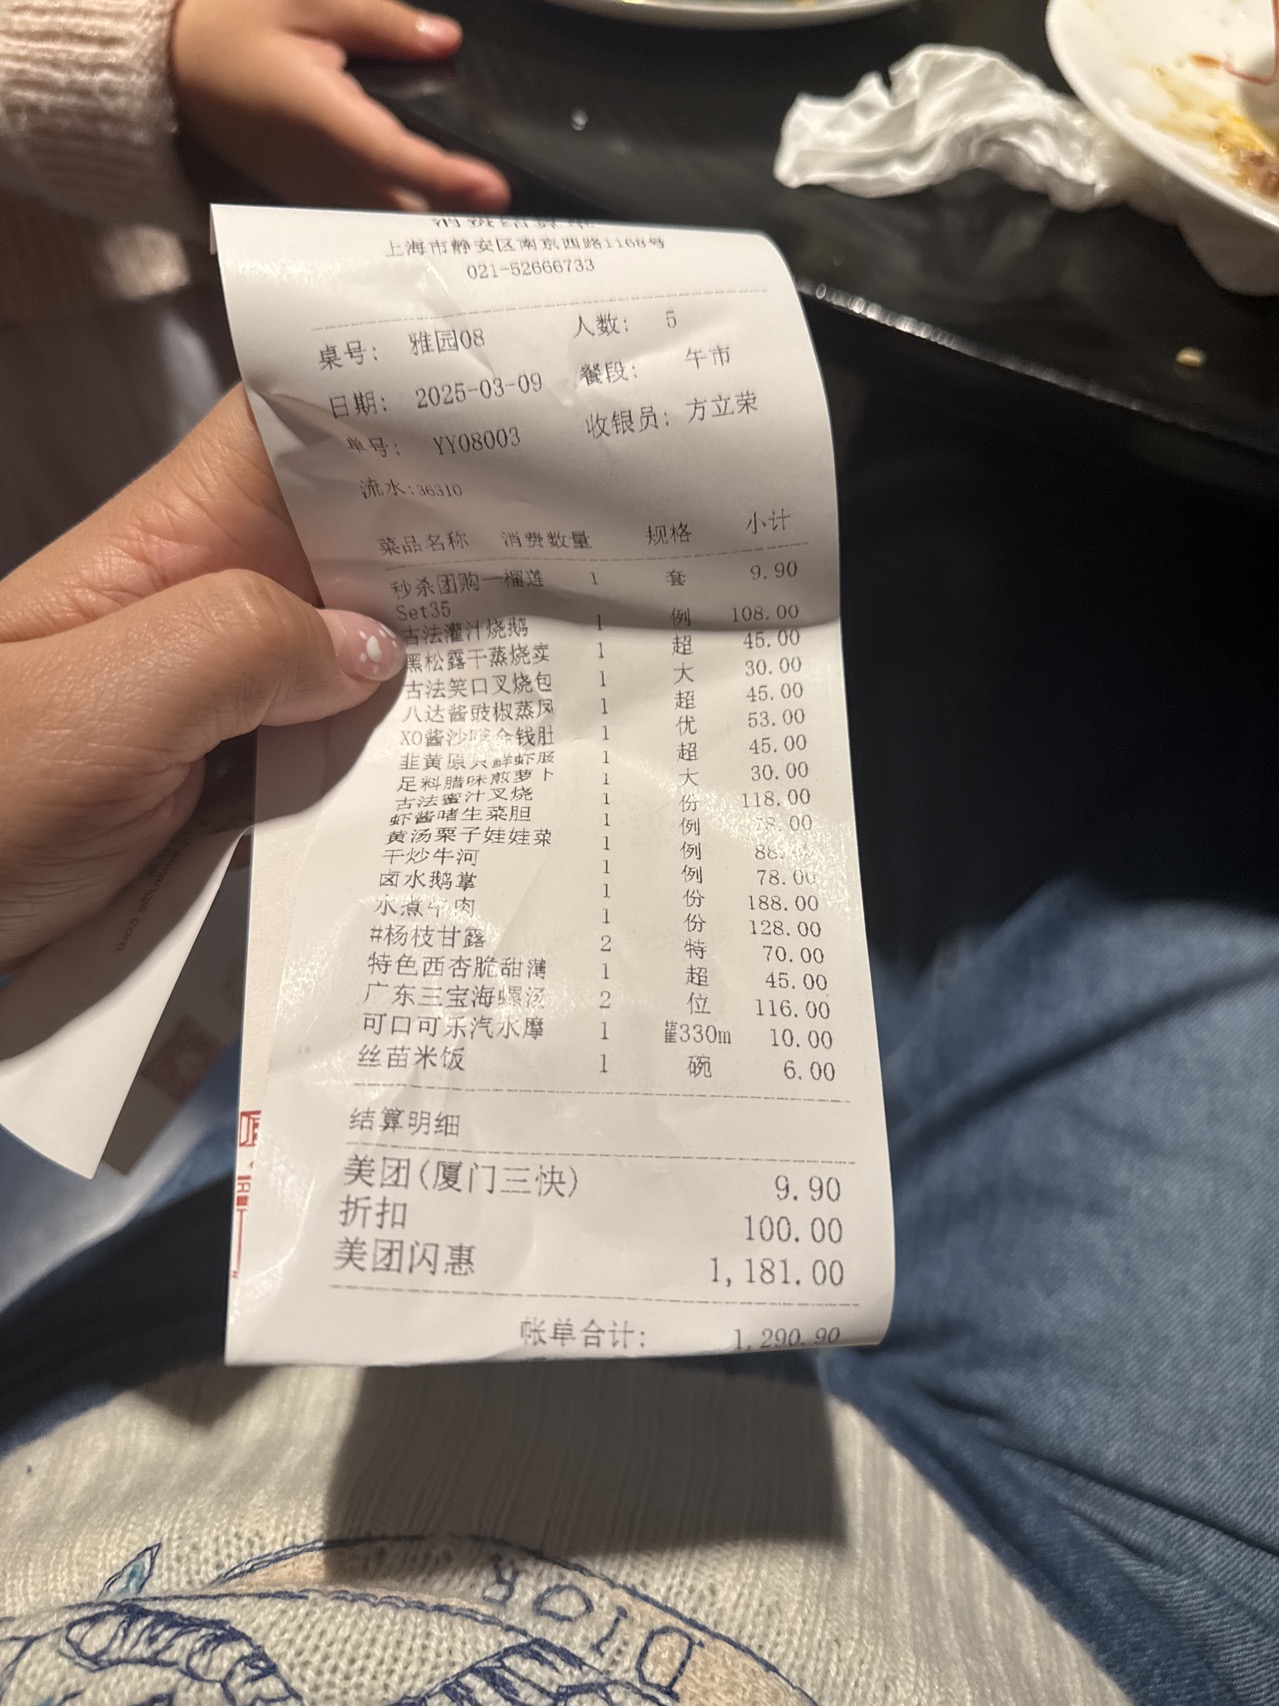 上海市静安区南京西路1168号
021-52666733
桌号： 雅园08 人数： 5
日期： 2025-03-09 餐段： 午市
单号： YY08003 收银员： 方立荣
流水:36310
菜品名称 消费数量 规格 小计
秒杀团购一榴莲 1 套 9.90
Set35
古法灌汁烧鹅 1 例 108.00
黑松露干蒸烧卖 1 超 45.00
古法笑口叉烧包 1 大 30.00
八达酱豉椒蒸凤 1 超 45.00
XO酱沙 金钱肚 1 优 53.00
韭黄原贝鲜虾肠 1 超 45.00
足料腊味煎萝卜 1 大 30.00
古法蜜汁叉烧 1 份 118.00
虾酱啫生菜胆 1 例 78.00
黄汤栗子娃娃菜 1 例 88.
干炒牛河 1 例 78.00
卤水鹅掌 1 份 188.00
水煮牛肉 1 份 128.00
#杨枝甘露 2 特 70.00
特色西杏脆甜薄 1 超 45.00
广东三宝海螺汤 2 位 116.00
可口可乐汽水摩 1 330m 10.00
丝苗米饭 1 碗 6.00
结算明细
美团(厦门三快) 9.90
折扣 100.00
美团闪惠 1,181.00
帐单合计: 1,290.90
DIOR